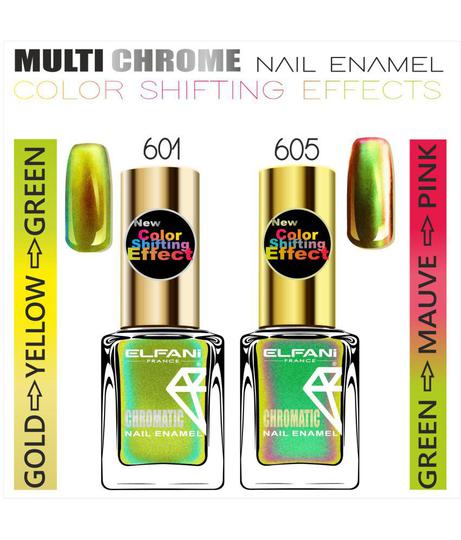 MULTI CHROME NAIL ENAMEL
COLOR SHIFTING EFFECTS
601
605
GOLD⇨YELLOW⇨GREEN
New
Color
Shifting
Effect
ELFANi
FRANCE
CHROMATIC
NAIL ENAMEL
New
Color
Shifting
Effect
ELFANi
FRANCE
CHROMATIC
NAIL ENAMEL
GREEN⇨MAUVE⇨PINK